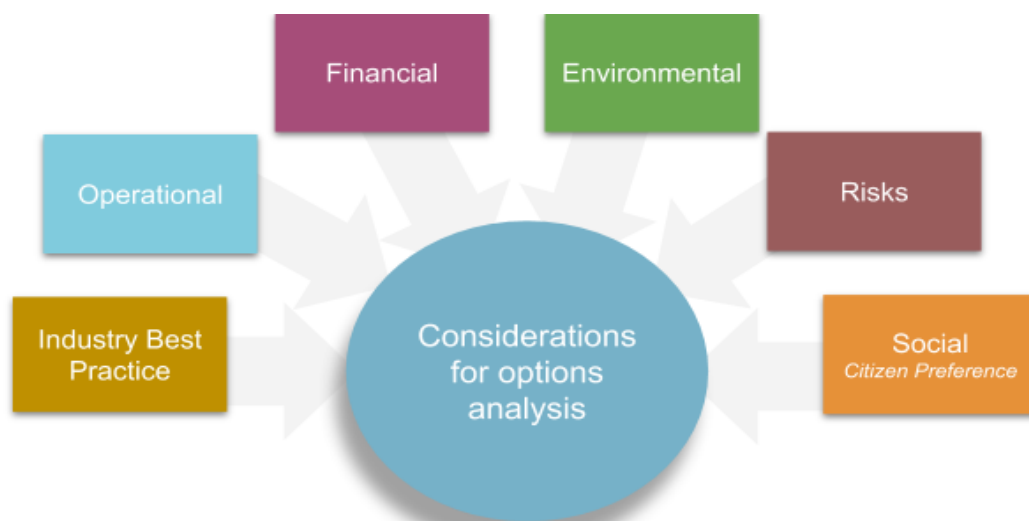 Financial
Environmental
Operational
Risks
Industry Best
Practice
Considerations
for options
analysis
Social
Citizen Preference